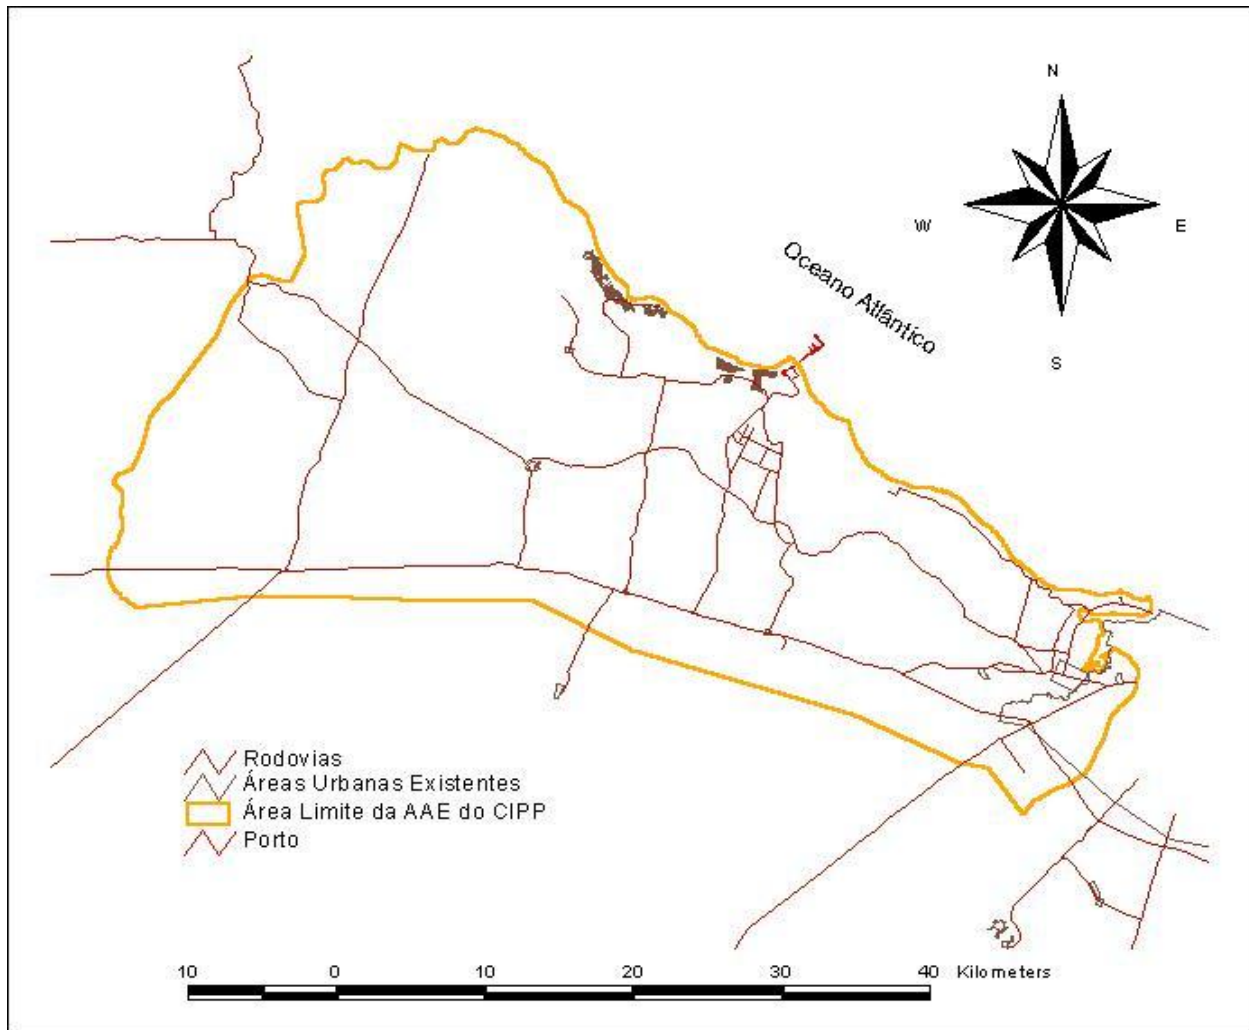 N
Oceano Atlântico
W
E
S
Rodovias
Áreas Urbanas Existentes
Área Limite da AAE do CIPP
Porto
10 0 10 20 30 40 Kilometers